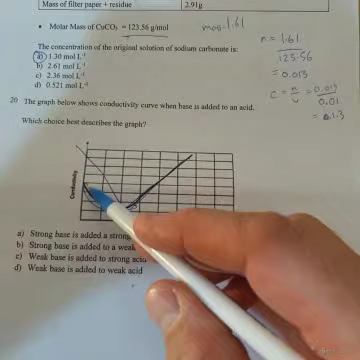 Mass of filter paper + residue 2.91g
Molar Mass of CuCO₃ = 123.56 g/mol
mass=1.61
n = 1.61
123.56
= 0.013
C = n/v = 0.013
0.01
= 1.3
The concentration of the original solution of sodium carbonate is:
a) 1.30 mol L⁻¹
b) 2.61 mol L⁻¹
c) 2.36 mol L⁻¹
d) 0.521 mol L⁻¹
20 The graph below shows conductivity curve when base is added to an acid.
Which choice best describes the graph?
Conductivity
a) Strong base is added a strong
b) Strong base is added to a weak
c) Weak base is added to strong acid
d) Weak base is added to weak acid